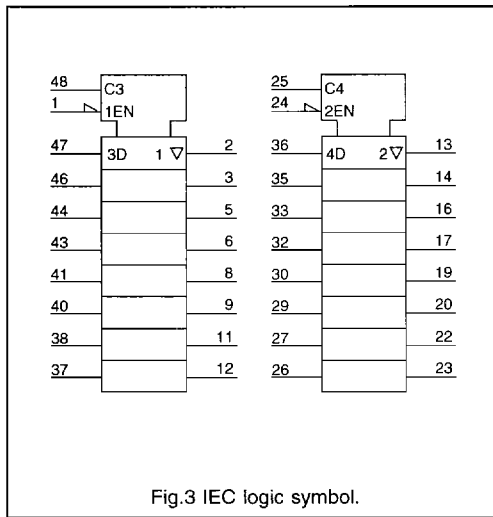 48 C3 25 C4
1 1EN 24 2EN
47 3D 1 ▽ 2 36 4D 2 ▽ 13
46 3 35 14
44 5 33 16
43 6 32 17
41 8 30 19
40 9 29 20
38 11 27 22
37 12 26 23
Fig.3 IEC logic symbol.